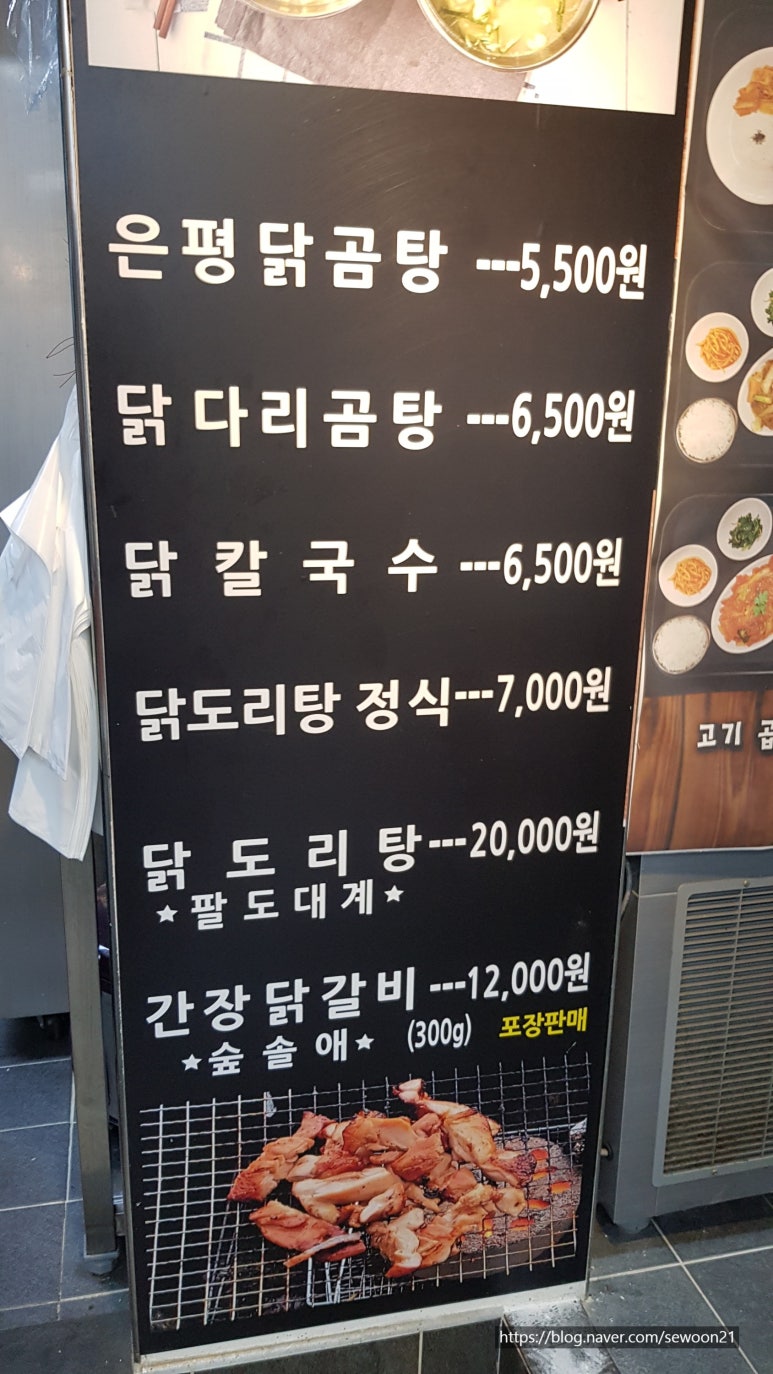 은평 닭곰탕 ---5,500원
닭다리곰탕 ---6,500원
닭 칼 국 수 ---6,500원
닭도리탕 정식---7,000원
닭 도 리 탕---20,000원
★팔 도 대 계★
간장닭갈비 ---12,000원
★숲 솔 애★ (300g) 포장판매
고기
https://blog.naver.com/sewoon21